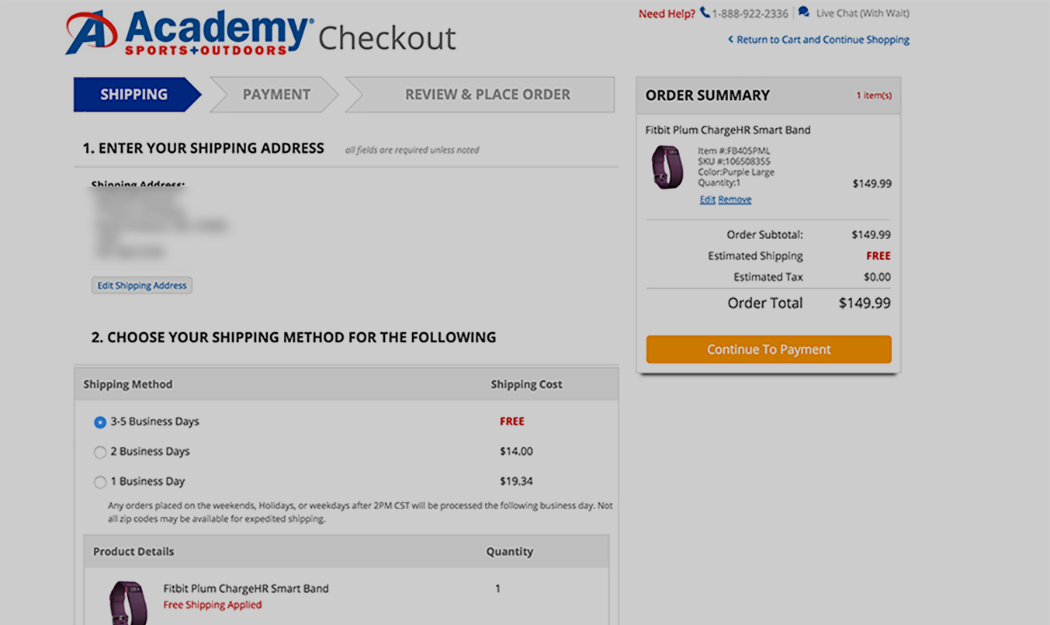 Academy
SPORTS+OUTDOORS
Checkout
Need Help? 1-888-922-2336 | Live Chat (With Wait)
< Return to Cart and Continue Shopping
SHIPPING
PAYMENT
REVIEW & PLACE ORDER
1. ENTER YOUR SHIPPING ADDRESS all fields are required unless noted
Shipping Address:
Edit Shipping Address
2. CHOOSE YOUR SHIPPING METHOD FOR THE FOLLOWING
Shipping Method Shipping Cost
3-5 Business Days FREE
2 Business Days $14.00
1 Business Day $19.34
Any orders placed on the weekends, Holidays, or weekdays after 2PM CST will be processed the following business day. Not
all zip codes may be available for expedited shipping.
Product Details Quantity
Fitbit Plum ChargeHR Smart Band 1
Free Shipping Applied
ORDER SUMMARY 1 item(s)
Fitbit Plum ChargeHR Smart Band
Item #:FB405PML
SKU #:106508355
Color:Purple Large
Quantity:1 $149.99
Edit Remove
Order Subtotal: $149.99
Estimated Shipping FREE
Estimated Tax $0.00
Order Total $149.99
Continue To Payment